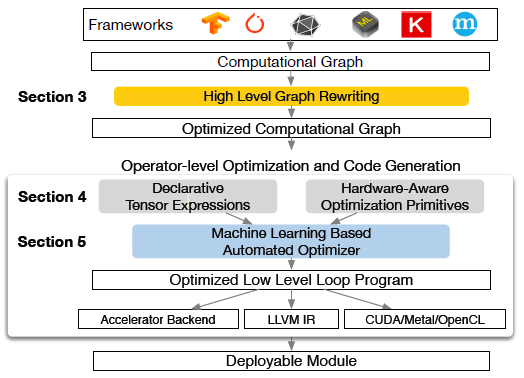 Frameworks
ML
K
m
Computational Graph
Section 3
High Level Graph Rewriting
Optimized Computational Graph
Operator-level Optimization and Code Generation
Section 4
Declarative
Tensor Expressions
Hardware-Aware
Optimization Primitives
Section 5
Machine Learning Based
Automated Optimizer
Optimized Low Level Loop Program
Accelerator Backend
LLVM IR
CUDA/Metal/OpenCL
Deployable Module